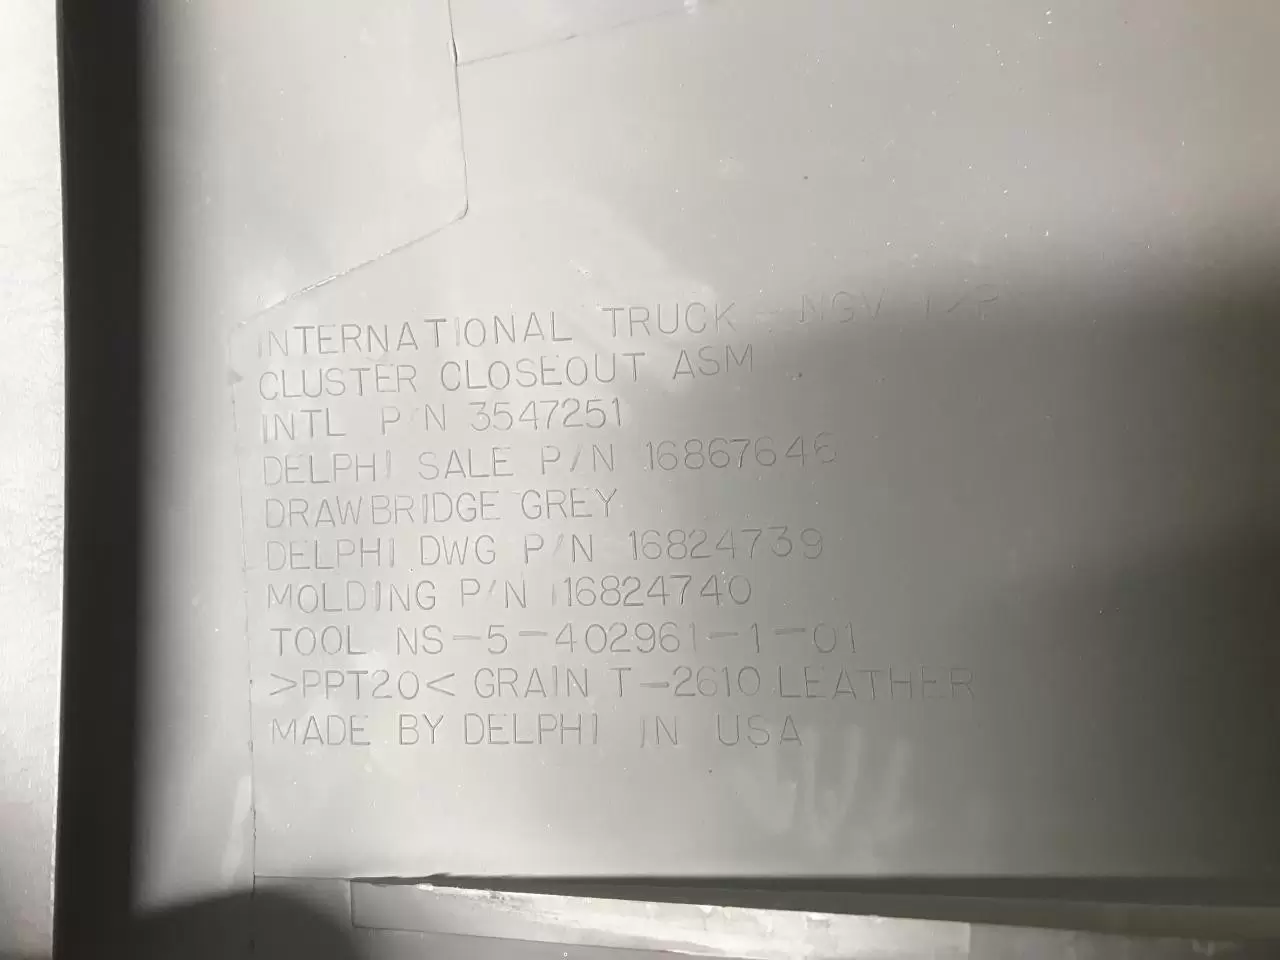 INTERNATIONAL TRUCK - NGV I/P
CLUSTER CLOSEOUT ASM
INTL P/N 3547251
DELPHI SALE P/N 16867646
DRAWBRIDGE GREY
DELPHI DWG P/N 16824739
MOLDING P/N 16824740
TOOL NS-5-402961-1-01
>PPT20< GRAIN T-2610 LEATHER
MADE BY DELPHI IN USA